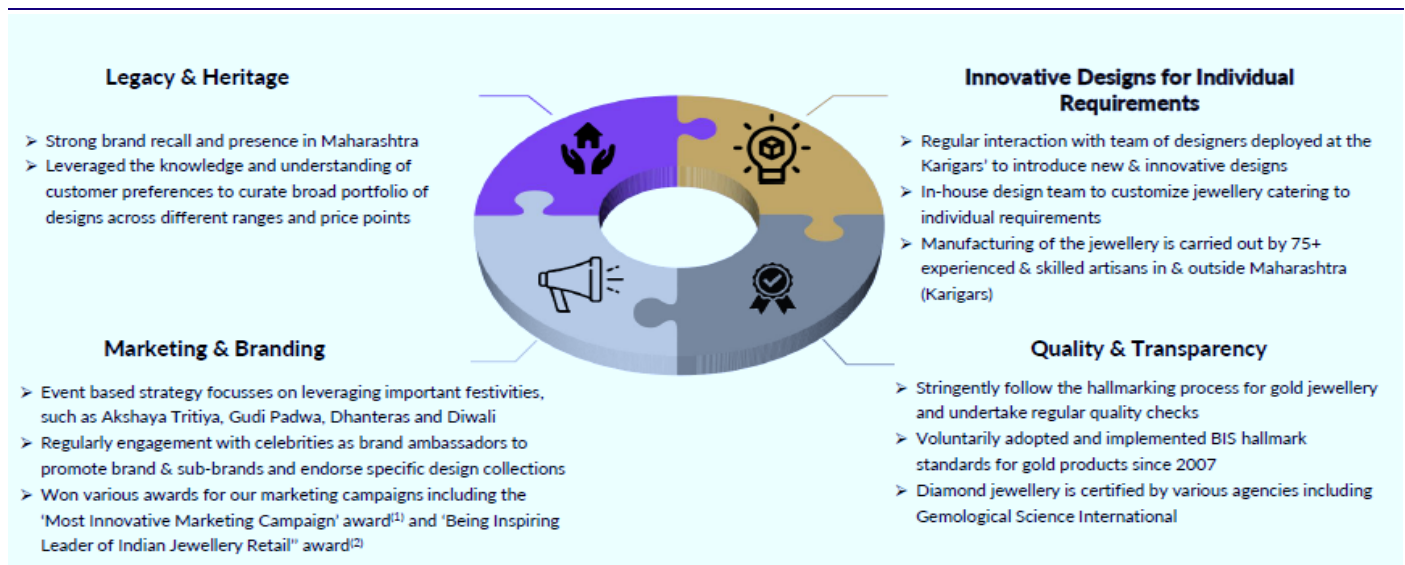 Legacy & Heritage
➢ Strong brand recall and presence in Maharashtra
➢ Leveraged the knowledge and understanding of
customer preferences to curate broad portfolio of
designs across different ranges and price points
Innovative Designs for Individual
Requirements
➢ Regular interaction with team of designers deployed at the
Karigars' to introduce new & innovative designs
➢ In-house design team to customize jewellery catering to
individual requirements
➢ Manufacturing of the jewellery is carried out by 75+
experienced & skilled artisans in & outside Maharashtra
(Karigars)
Marketing & Branding
➢ Event based strategy focusses on leveraging important festivities,
such as Akshaya Tritiya, Gudi Padwa, Dhanteras and Diwali
➢ Regularly engagement with celebrities as brand ambassadors to
promote brand & sub-brands and endorse specific design collections
➢ Won various awards for our marketing campaigns including the
'Most Innovative Marketing Campaign' award(1) and 'Being Inspiring
Leader of Indian Jewellery Retail" award(2)
Quality & Transparency
➢ Stringently follow the hallmarking process for gold jewellery
and undertake regular quality checks
➢ Voluntarily adopted and implemented BIS hallmark
standards for gold products since 2007
➢ Diamond jewellery is certified by various agencies including
Gemological Science International